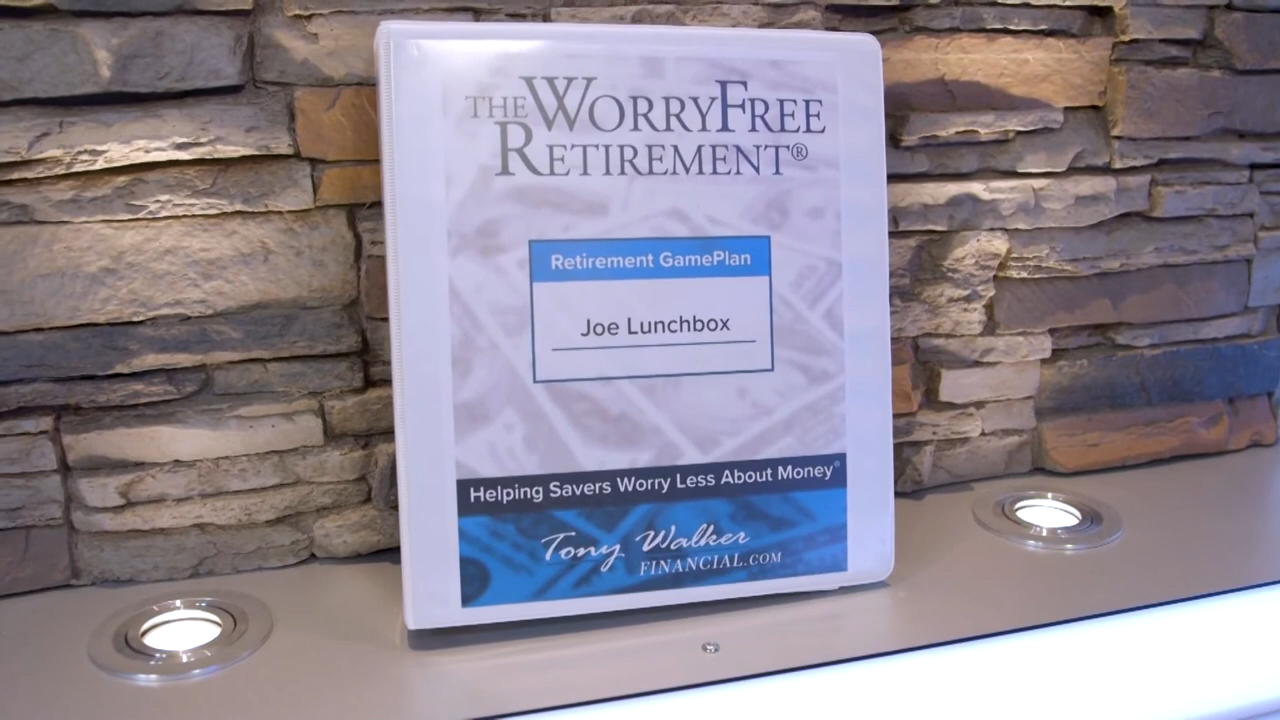 THE WORRYFREE
RETIREMENT®
Retirement GamePlan
Joe Lunchbox
Helping Savers Worry Less About Money®
Tony Walker
FINANCIAL.COM